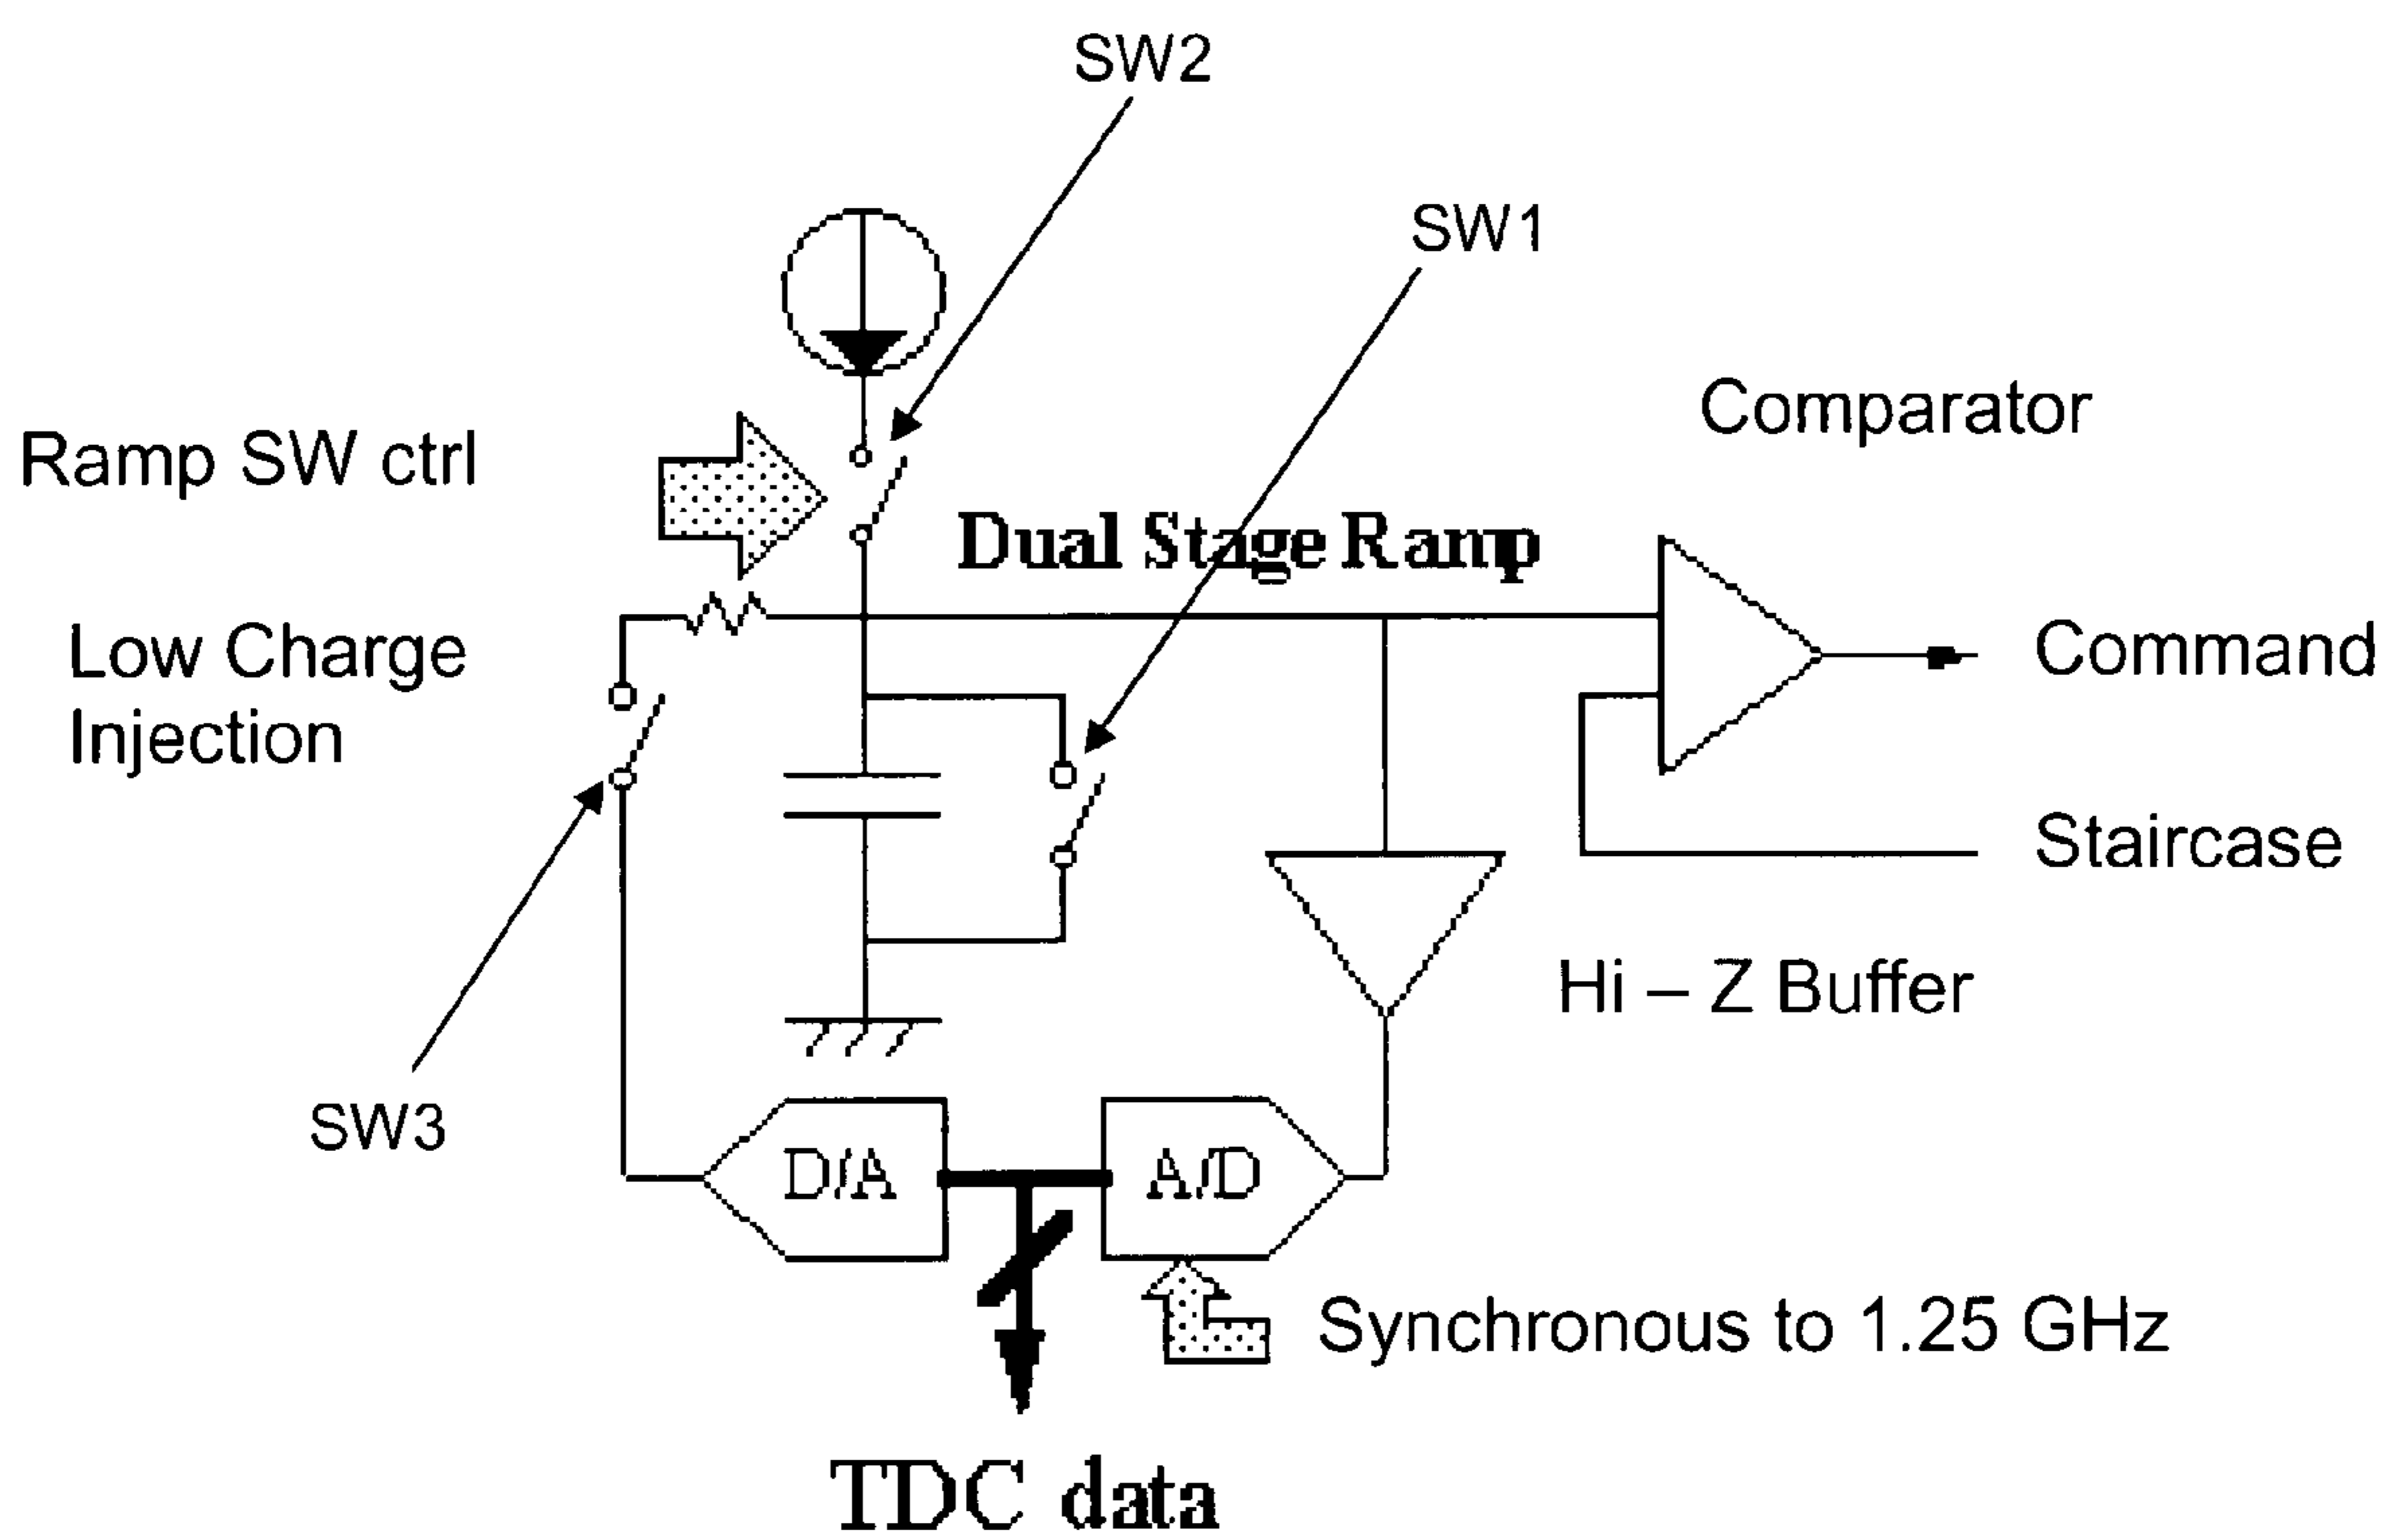 SW2
SW1
Comparator
Ramp SW ctrl
Dual Stage Ramp
Low Charge
Injection
Command
Staircase
Hi – Z Buffer
SW3
D/A
A/D
Synchronous to 1.25 GHz
TDC data